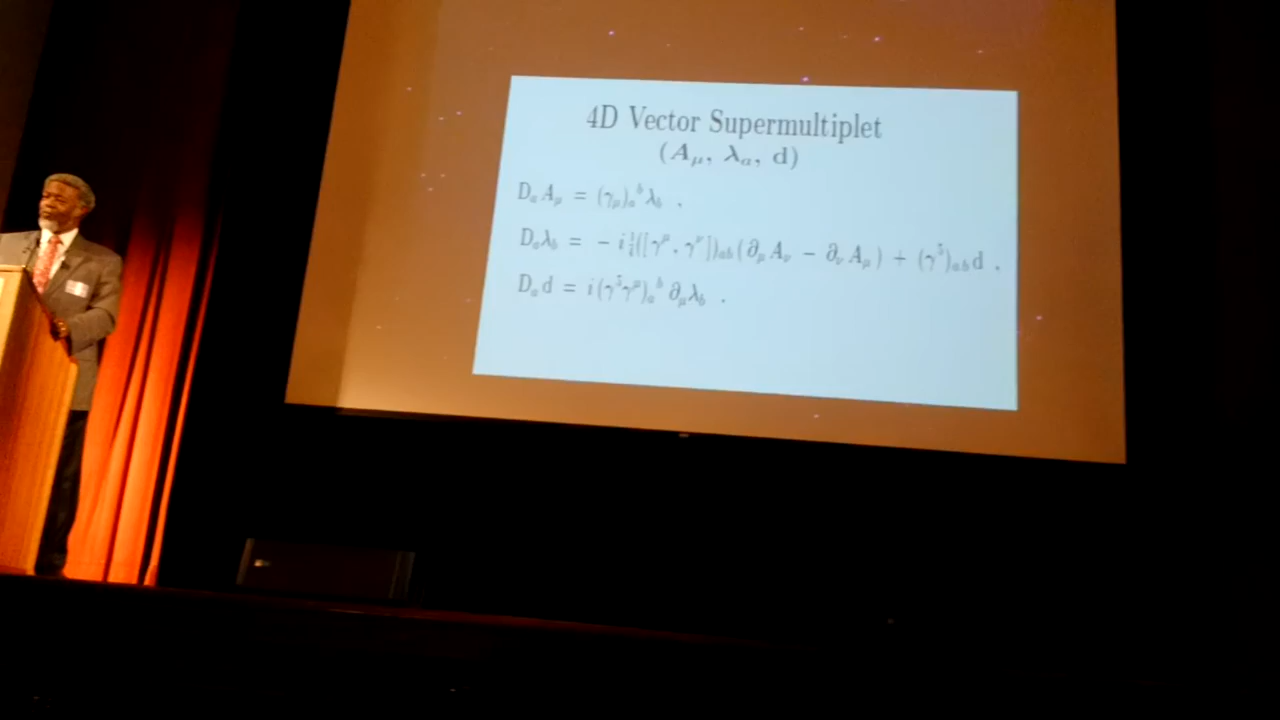 4D Vector Supermultiplet
(A_μ, λ_a, d)
D_a A_μ = (γ_μ)_a^b λ_b .
D_a λ_b = − i ¼([γ^μ, γ^ν])_ab (∂_μ A_ν − ∂_ν A_μ) + (γ^5)_ab d .
D_a d = i (γ^5 γ^μ)_a^b ∂_μ λ_b .